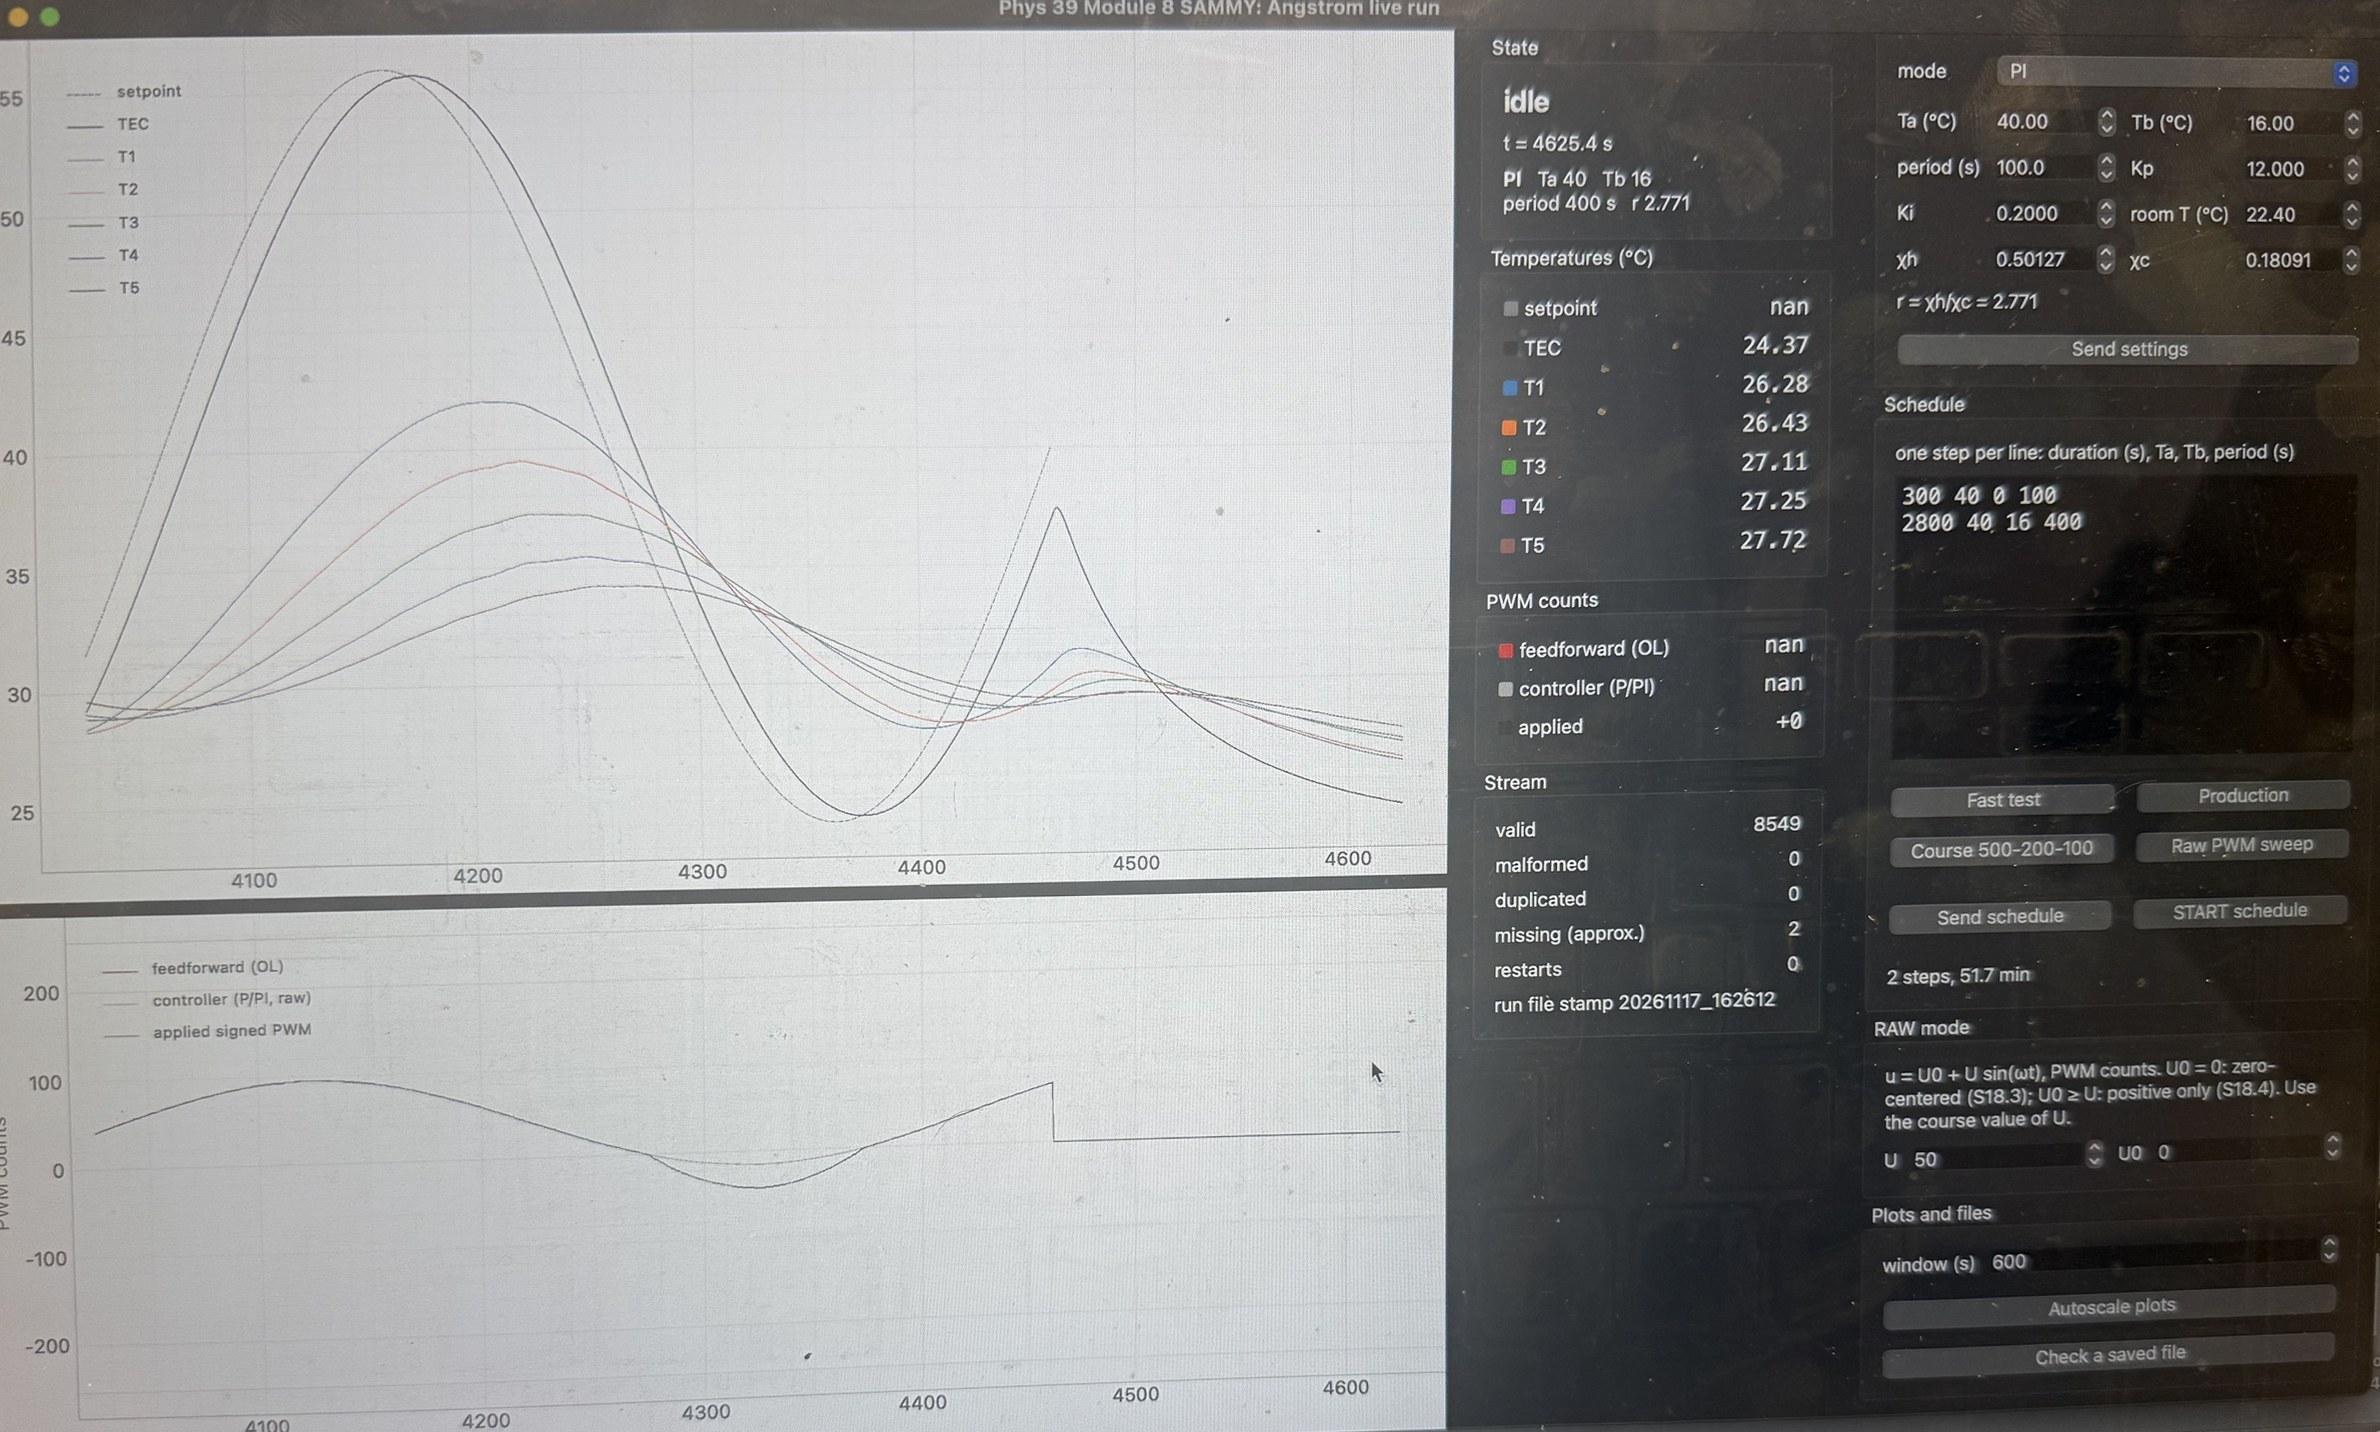 Phys 39 Module 8 SAMMY: Angstrom live run
setpoint
TEC
T1
T2
T3
T4
T5
55
50
45
40
35
30
25
4100
4200
4300
4400
4500
4600
feedforward (OL)
controller (P/PI, raw)
applied signed PWM
200
100
0
-100
-200
PWM counts
4100
4200
4300
4400
4500
4600
State
idle
t = 4625.4 s
PI Ta 40 Tb 16
period 400 s r 2.771
Temperatures (°C)
setpoint nan
TEC 24.37
T1 26.28
T2 26.43
T3 27.11
T4 27.25
T5 27.72
PWM counts
feedforward (OL) nan
controller (P/PI) nan
applied +0
Stream
valid 8549
malformed 0
duplicated 0
missing (approx.) 2
restarts 0
run file stamp 20261117_162612
mode PI
Ta (°C) 40.00 Tb (°C) 16.00
period (s) 100.0 Kp 12.000
Ki 0.2000 room T (°C) 22.40
χh 0.50127 χc 0.18091
r = χh/χc = 2.771
Send settings
Schedule
one step per line: duration (s), Ta, Tb, period (s)
300 40 0 100
2800 40 16 400
Fast test Production
Course 500-200-100 Raw PWM sweep
Send schedule START schedule
2 steps, 51.7 min
RAW mode
u = U0 + U sin(ωt), PWM counts. U0 = 0: zero-
centered (S18.3); U0 ≥ U: positive only (S18.4). Use
the course value of U.
U 50 U0 0
Plots and files
window (s) 600
Autoscale plots
Check a saved file